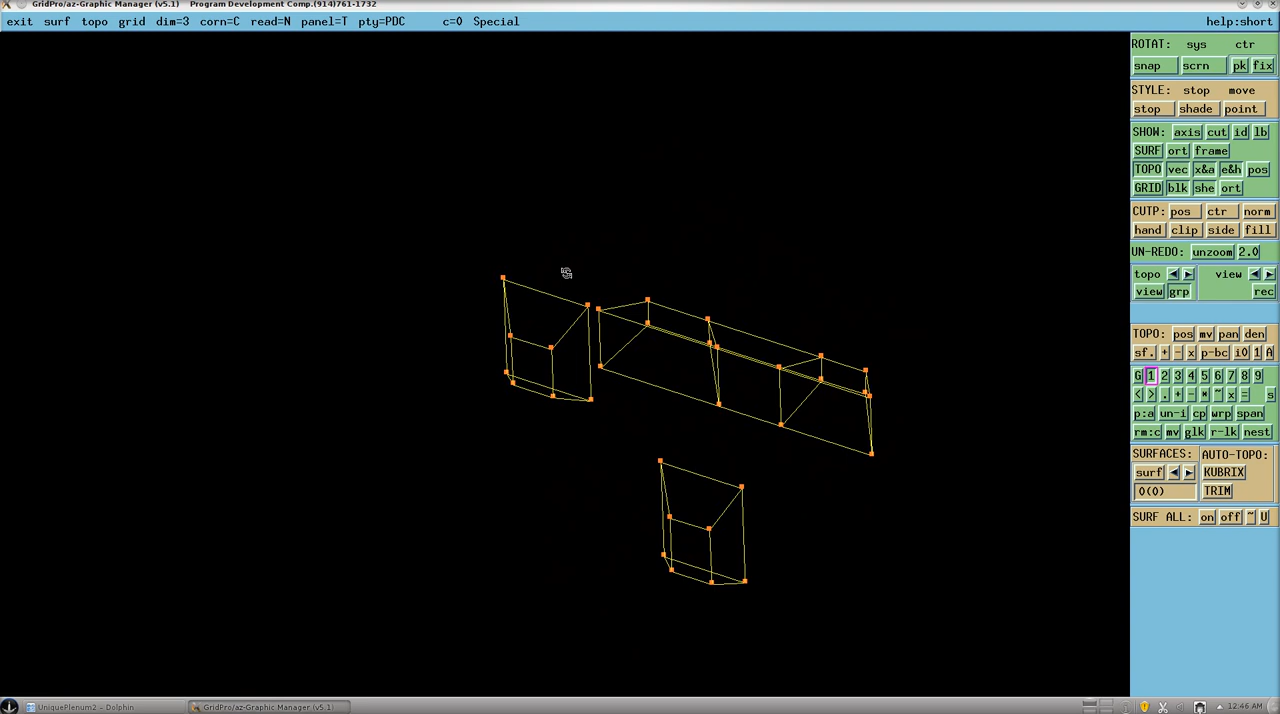 GridPro/az-Graphic Manager (v5.1) Program Development Comp.(914)761-1732
exit surf topo grid dim=3 corn=C read=N panel=T pty=PDC c=0 Special help:short
ROTAT: sys ctr
snap scrn pk fix
STYLE: stop move
stop shade point
SHOW: axis cut id lb
SURF ort frame
TOPO vec x&a e&h pos
GRID blk she ort
CUTP: pos ctr norm
hand clip side fill
UN-REDO: unzoom 2.0
topo view
view grp rec
TOPO: pos mv pan den
sf. + - x p-bc i0 1 A
G 1 2 3 4 5 6 7 8 9
< > . + - * ~ x = s
p:a un-i cp wrp span
rm:c mv glk r-lk nest
SURFACES: AUTO-TOPO:
surf KUBRIX
0(0) TRIM
SURF ALL: on off ~ U
UniquePlenum2 – Dolphin GridPro/az-Graphic Manager (v5.1) 12:46 AM